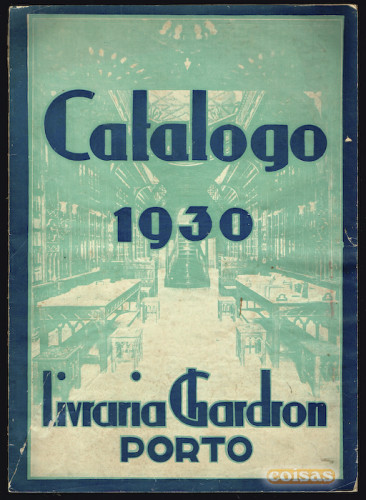 Catalogo
1930
livraria Chardron
PORTO
coisas